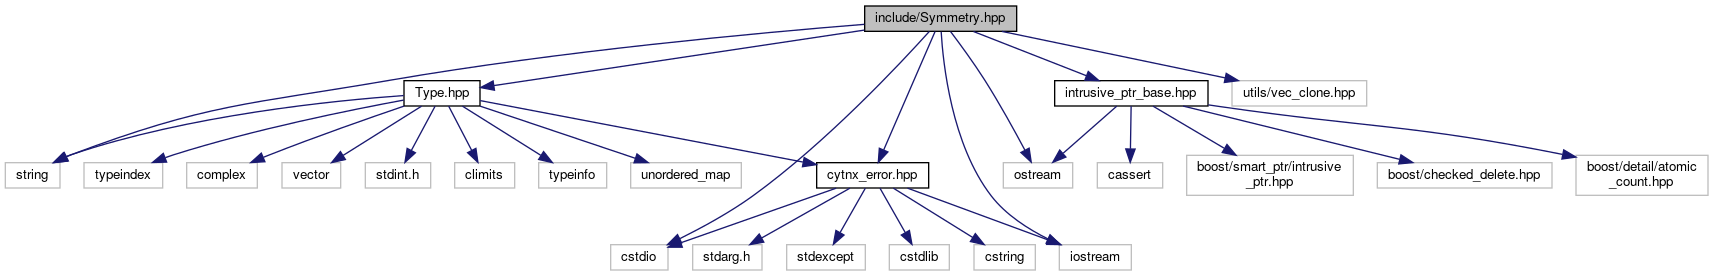 include/Symmetry.hpp
Type.hpp
intrusive_ptr_base.hpp
utils/vec_clone.hpp
string
typeindex
complex
vector
stdint.h
climits
typeinfo
unordered_map
cytnx_error.hpp
ostream
cassert
boost/smart_ptr/intrusive
_ptr.hpp
boost/checked_delete.hpp
boost/detail/atomic
_count.hpp
cstdio
stdarg.h
stdexcept
cstdlib
cstring
iostream